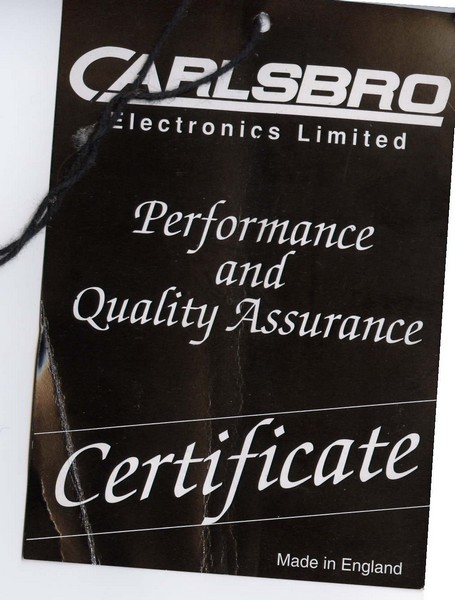 CARLSBRO
Electronics Limited
Performance
and
Quality Assurance
Certificate
Made in England